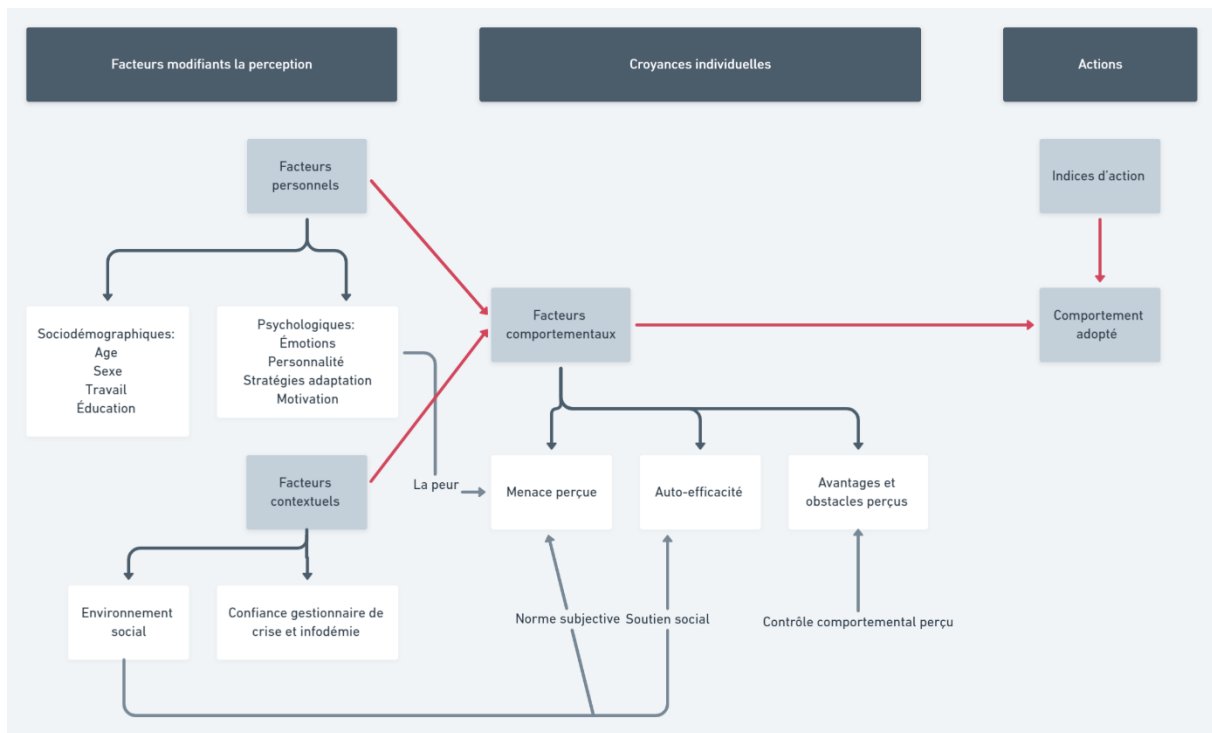 Facteurs modifiants la perception
Croyances individuelles
Actions
Facteurs
personnels
Indices d'action
Sociodémographiques:
Age
Sexe
Travail
Éducation
Psychologiques:
Émotions
Personnalité
Stratégies adaptation
Motivation
Facteurs
comportementaux
Comportement
adopté
Facteurs
contextuels
La peur
Menace perçue
Auto-efficacité
Avantages et
obstacles perçus
Environnement
social
Confiance gestionnaire de
crise et infodémie
Norme subjective
Soutien social
Contrôle comportemental perçu